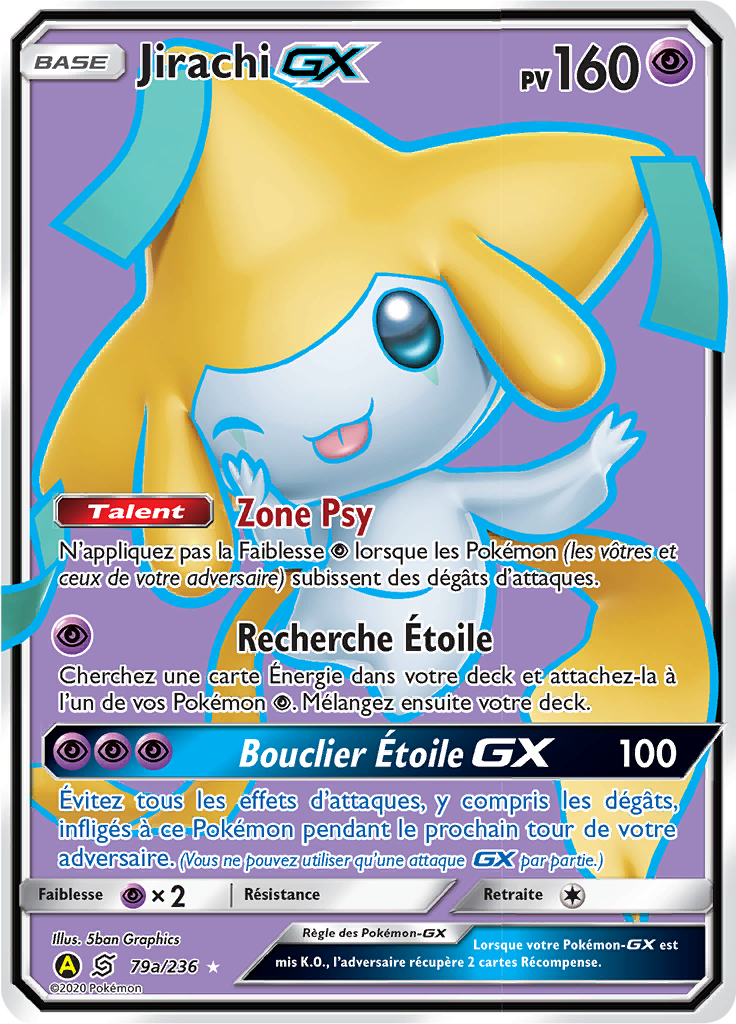 BASE Jirachi GX PV 160
Talent Zone Psy
N'appliquez pas la Faiblesse lorsque les Pokémon (les vôtres et
ceux de votre adversaire) subissent des dégâts d'attaques.
Recherche Étoile
Cherchez une carte Énergie dans votre deck et attachez-la à
l'un de vos Pokémon . Mélangez ensuite votre deck.
Bouclier Étoile GX 100
Évitez tous les effets d'attaques, y compris les dégâts,
infligés à ce Pokémon pendant le prochain tour de votre
adversaire. (Vous ne pouvez utiliser qu'une attaque GX par partie.)
Faiblesse ×2 Résistance Retraite
Illus. 5ban Graphics
A 79a/236
©2020 Pokémon
Règle des Pokémon-GX
Lorsque votre Pokémon-GX est
mis K.O., l'adversaire récupère 2 cartes Récompense.